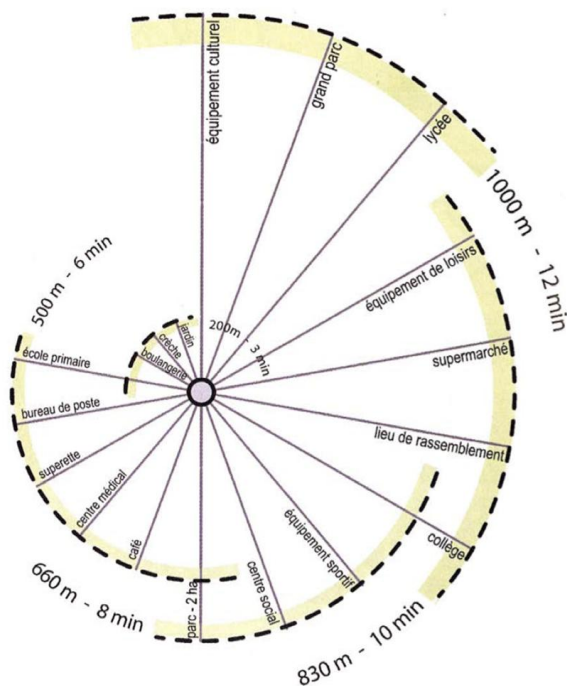 équipement culturel
grand parc
lycée
1000 m - 12 min
équipement de loisirs
supermarché
lieu de rassemblement
collège
830 m - 10 min
équipement sportif
centre social
parc - 2 ha
660 m - 8 min
café
centre médical
superette
bureau de poste
école primaire
500 m - 6 min
boulangerie
crèche
jardin
200m - 3 min